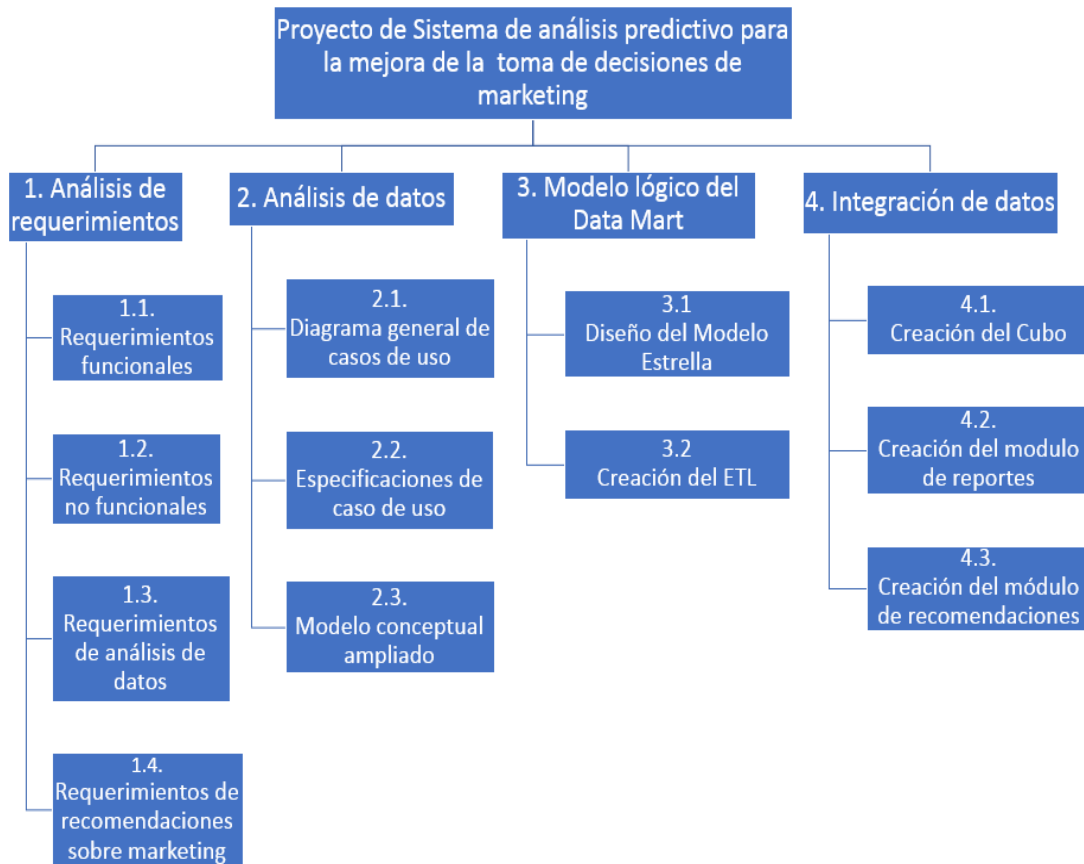 Proyecto de Sistema de análisis predictivo para
la mejora de la toma de decisiones de
marketing
1. Análisis de
requerimientos
1.1.
Requerimientos
funcionales
1.2.
Requerimientos
no funcionales
1.3.
Requerimientos
de análisis de
datos
1.4.
Requerimientos de
recomendaciones
sobre marketing
2. Análisis de datos
2.1.
Diagrama general de
casos de uso
2.2.
Especificaciones de
caso de uso
2.3.
Modelo conceptual
ampliado
3. Modelo lógico del
Data Mart
3.1
Diseño del Modelo
Estrella
3.2
Creación del ETL
4. Integración de datos
4.1.
Creación del Cubo
4.2.
Creación del modulo
de reportes
4.3.
Creación del módulo
de recomendaciones